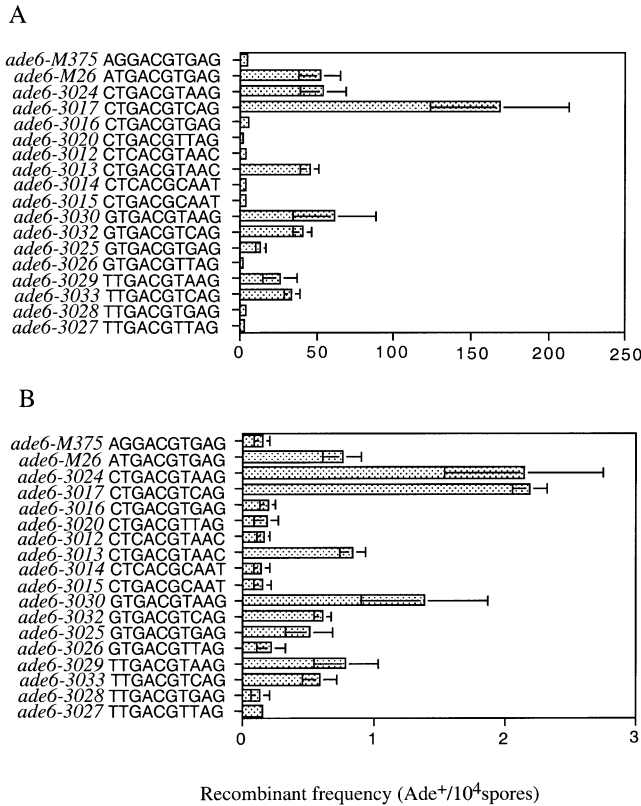 A
ade6-M375 AGGACGTGAG
ade6-M26 ATGACGTGAG
ade6-3024 CTGACGTAAG
ade6-3017 CTGACGTCAG
ade6-3016 CTGACGTGAG
ade6-3020 CTGACGTTAG
ade6-3012 CTCACGTAAC
ade6-3013 CTGACGTAAC
ade6-3014 CTCACGCAAT
ade6-3015 CTGACGCAAT
ade6-3030 GTGACGTAAG
ade6-3032 GTGACGTCAG
ade6-3025 GTGACGTGAG
ade6-3026 GTGACGTTAG
ade6-3029 TTGACGTAAG
ade6-3033 TTGACGTCAG
ade6-3028 TTGACGTGAG
ade6-3027 TTGACGTTAG
0 50 100 150 200 250
B
ade6-M375 AGGACGTGAG
ade6-M26 ATGACGTGAG
ade6-3024 CTGACGTAAG
ade6-3017 CTGACGTCAG
ade6-3016 CTGACGTGAG
ade6-3020 CTGACGTTAG
ade6-3012 CTCACGTAAC
ade6-3013 CTGACGTAAC
ade6-3014 CTCACGCAAT
ade6-3015 CTGACGCAAT
ade6-3030 GTGACGTAAG
ade6-3032 GTGACGTCAG
ade6-3025 GTGACGTGAG
ade6-3026 GTGACGTTAG
ade6-3029 TTGACGTAAG
ade6-3033 TTGACGTCAG
ade6-3028 TTGACGTGAG
ade6-3027 TTGACGTTAG
0 1 2 3
Recombinant frequency (Ade⁺/10⁴spores)